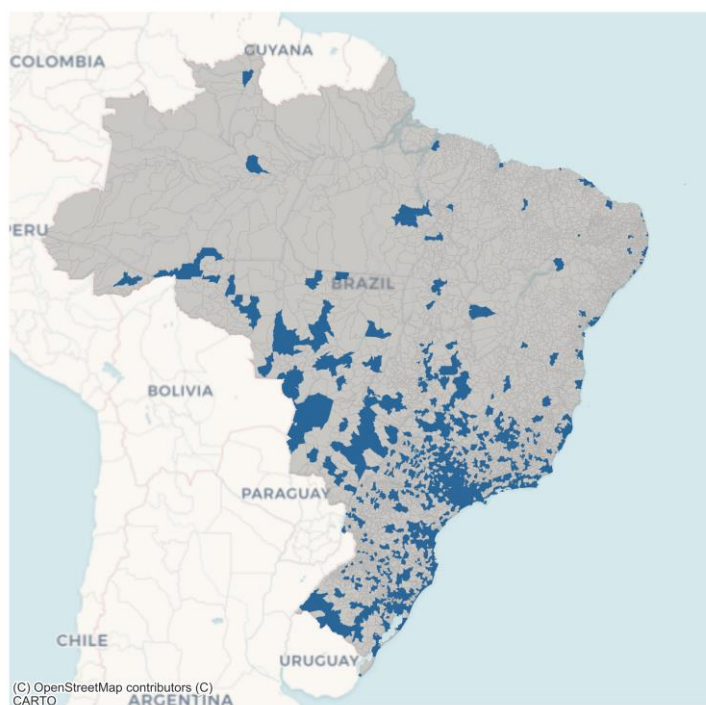 GUYANA
COLOMBIA
PERU
BRAZIL
BOLIVIA
PARAGUAY
CHILE
URUGUAY
(C) OpenStreetMap contributors (C)
CARTO
ARGENTINA